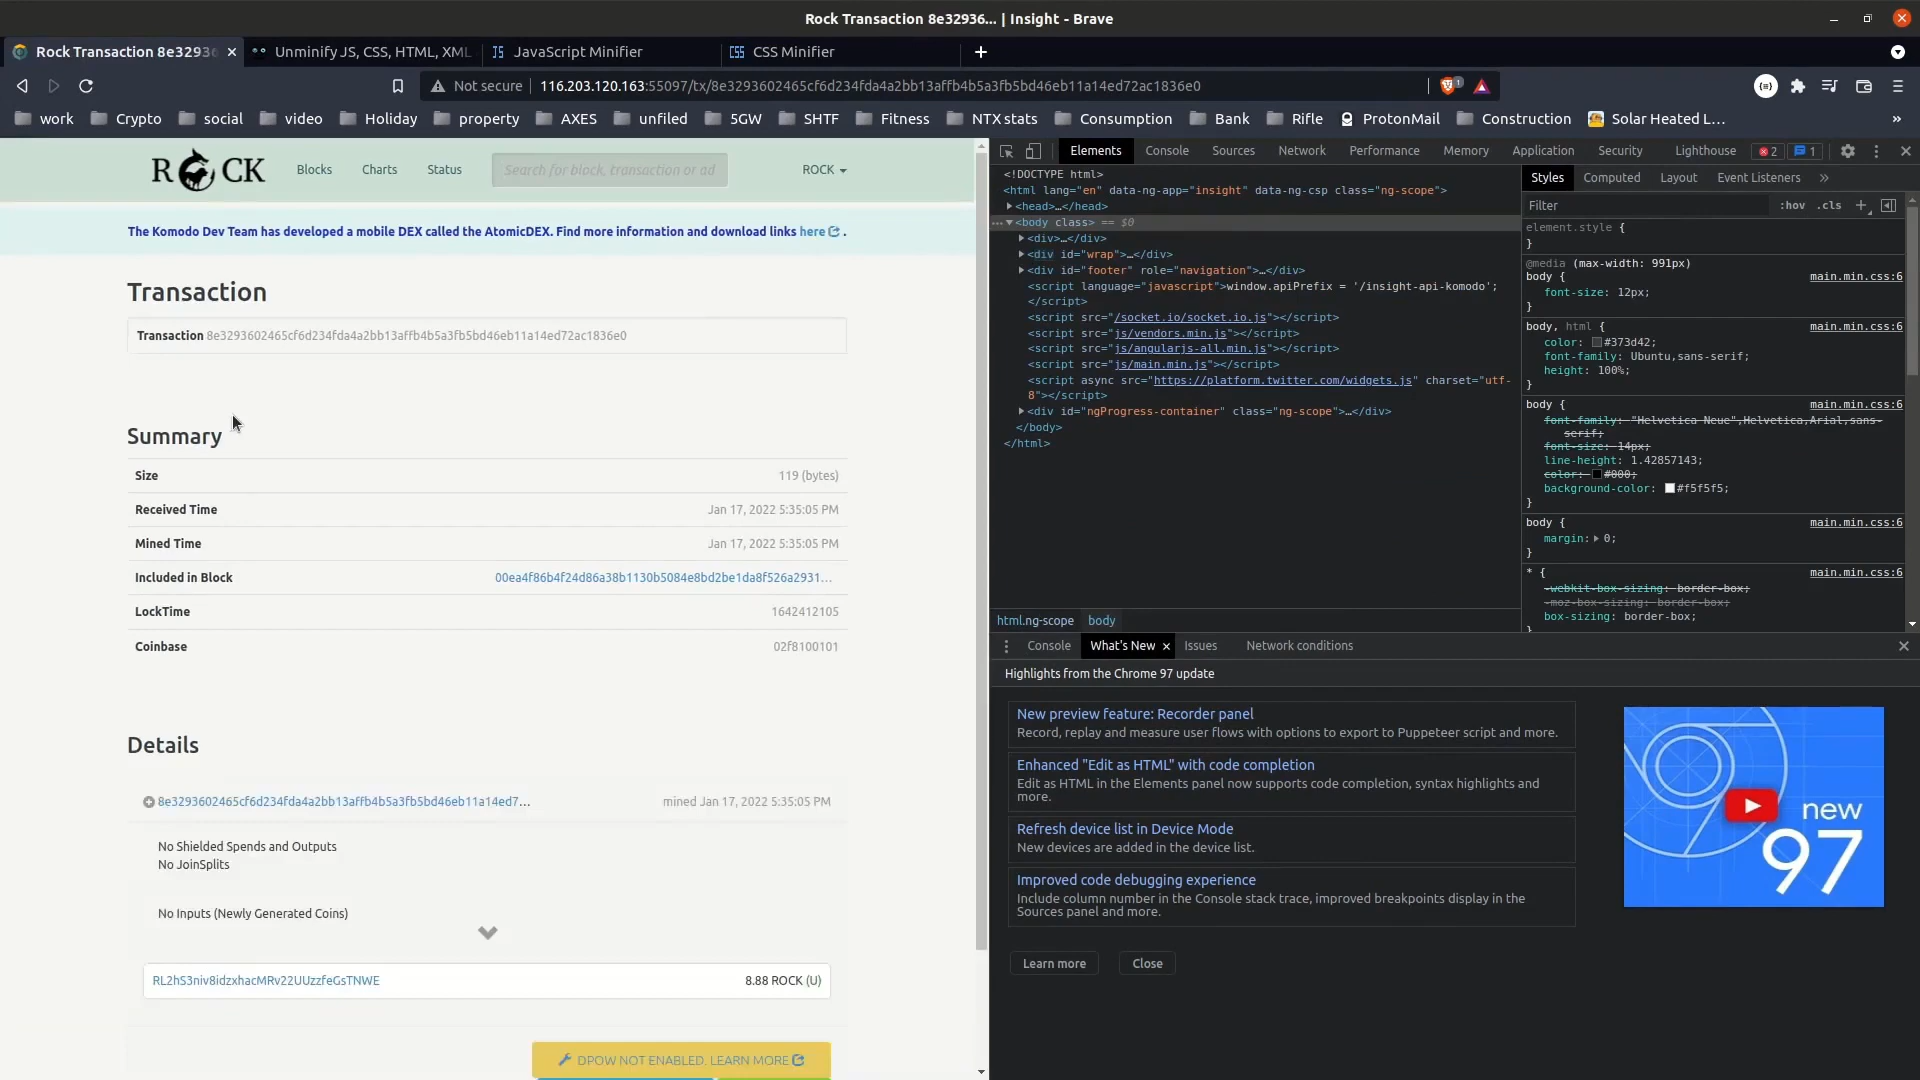 Rock Transaction 8e32936... | Insight - Brave
Rock Transaction 8e3293
Unminify JS, CSS, HTML, XML
JavaScript Minifier
CSS Minifier
Not secure
116.203.120.163:55097/tx/8e3293602465cf6d234fda4a2bb13affb4b5a3fb5bd46eb11a14ed72ac1836e0
work
Crypto
social
video
Holiday
property
AXES
unfiled
5GW
SHTF
Fitness
NTX stats
Consumption
Bank
Rifle
ProtonMail
Construction
Solar Heated L...
ROCK
Blocks
Charts
Status
Search for block, transaction or ad
ROCK
The Komodo Dev Team has developed a mobile DEX called the AtomicDEX. Find more information and download links here .
Transaction
Transaction 8e3293602465cf6d234fda4a2bb13affb4b5a3fb5bd46eb11a14ed72ac1836e0
Summary
Size 119 (bytes)
Received Time Jan 17, 2022 5:35:05 PM
Mined Time Jan 17, 2022 5:35:05 PM
Included in Block 00ea4f86b4f24d86a38b1130b5084e8bd2be1da8f526a2931...
LockTime 1642412105
Coinbase 02f8100101
Details
8e3293602465cf6d234fda4a2bb13affb4b5a3fb5bd46eb11a14ed7...
mined Jan 17, 2022 5:35:05 PM
No Shielded Spends and Outputs
No JoinSplits
No Inputs (Newly Generated Coins)
RL2hS3niv8idzxhacMRv22UUzzfeGsTNWE 8.88 ROCK (U)
DPOW NOT ENABLED. LEARN MORE
Elements
Console
Sources
Network
Performance
Memory
Application
Security
Lighthouse
2
1
<!DOCTYPE html>
<html lang="en" data-ng-app="insight" data-ng-csp class="ng-scope">
<head>…</head>
<body class> == $0
<div>…</div>
<div id="wrap">…</div>
<div id="footer" role="navigation">…</div>
<script language="javascript">window.apiPrefix = '/insight-api-komodo';
</script>
<script src="/socket.io/socket.io.js"></script>
<script src="js/vendors.min.js"></script>
<script src="js/angularjs-all.min.js"></script>
<script src="js/main.min.js"></script>
<script async src="https://platform.twitter.com/widgets.js" charset="utf-
8"></script>
<div id="ngProgress-container" class="ng-scope">…</div>
</body>
</html>
html.ng-scope
body
Styles
Computed
Layout
Event Listeners
Filter
:hov
.cls
element.style {
}
@media (max-width: 991px)
body { main.min.css:6
font-size: 12px;
}
body, html { main.min.css:6
color: #373d42;
font-family: Ubuntu,sans-serif;
height: 100%;
}
body { main.min.css:6
font-family: "Helvetica Neue",Helvetica,Arial,sans-
serif;
font-size: 14px;
line-height: 1.42857143;
color: #000;
background-color: #f5f5f5;
}
body { main.min.css:6
margin: 0;
}
* { main.min.css:6
-webkit-box-sizing: border-box;
-moz-box-sizing: border-box;
box-sizing: border-box;
}
Console
What's New
Issues
Network conditions
Highlights from the Chrome 97 update
New preview feature: Recorder panel
Record, replay and measure user flows with options to export to Puppeteer script and more.
Enhanced "Edit as HTML" with code completion
Edit as HTML in the Elements panel now supports code completion, syntax highlights and
more.
Refresh device list in Device Mode
New devices are added in the device list.
Improved code debugging experience
Include column number in the Console stack trace, improved breakpoints display in the
Sources panel and more.
Learn more
Close
new
97